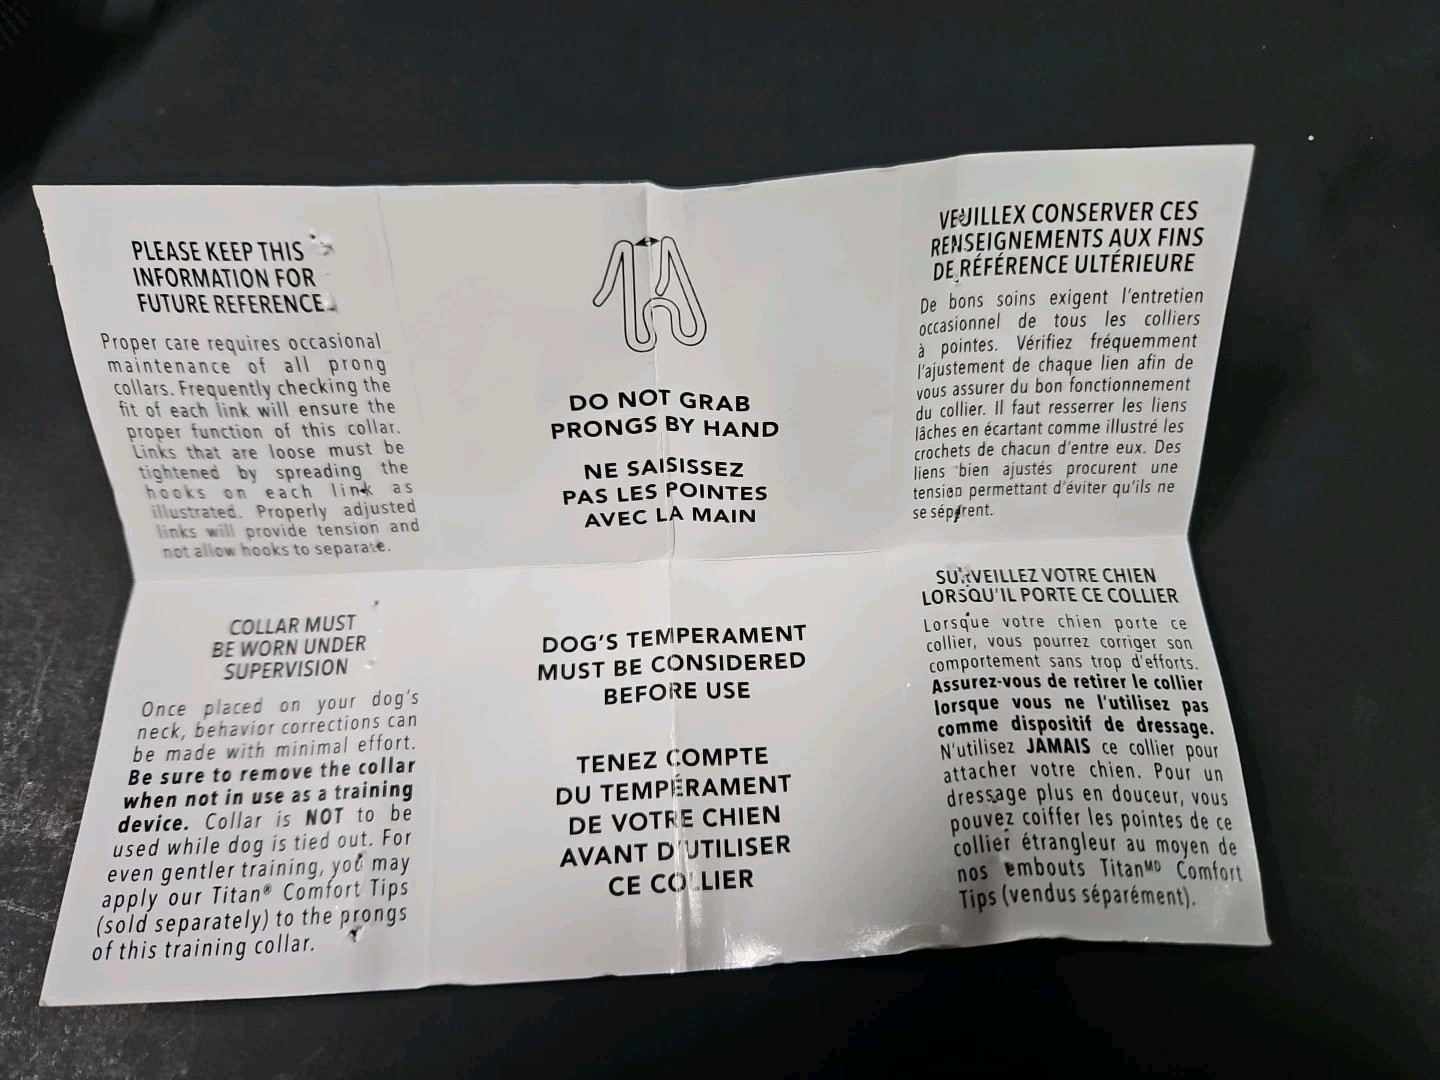 PLEASE KEEP THIS
INFORMATION FOR
FUTURE REFERENCE
Proper care requires occasional
maintenance of all prong
collars. Frequently checking the
fit of each link will ensure the
proper function of this collar.
Links that are loose must be
tightened by spreading the
hooks on each link as
illustrated. Properly adjusted
links will provide tension and
not allow hooks to separate.
COLLAR MUST
BE WORN UNDER
SUPERVISION
Once placed on your dog's
neck, behavior corrections can
be made with minimal effort.
Be sure to remove the collar
when not in use as a training
device. Collar is NOT to be
used while dog is tied out. For
even gentler training, you may
apply our Titan® Comfort Tips
(sold separately) to the prongs
of this training collar.
DO NOT GRAB
PRONGS BY HAND
NE SAISISSEZ
PAS LES POINTES
AVEC LA MAIN
DOG'S TEMPERAMENT
MUST BE CONSIDERED
BEFORE USE
TENEZ COMPTE
DU TEMPÉRAMENT
DE VOTRE CHIEN
AVANT D'UTILISER
CE COLLIER
VEUILLEX CONSERVER CES
RENSEIGNEMENTS AUX FINS
DE RÉFÉRENCE ULTÉRIEURE
De bons soins exigent l'entretien
occasionnel de tous les colliers
à pointes. Vérifiez fréquemment
l'ajustement de chaque lien afin de
vous assurer du bon fonctionnement
du collier. Il faut resserrer les liens
lâches en écartant comme illustré les
crochets de chacun d'entre eux. Des
liens bien ajustés procurent une
tension permettant d'éviter qu'ils ne
se séparent.
SURVEILLEZ VOTRE CHIEN
LORSQU'IL PORTE CE COLLIER
Lorsque votre chien porte ce
collier, vous pourrez corriger son
comportement sans trop d'efforts.
Assurez-vous de retirer le collier
lorsque vous ne l'utilisez pas
comme dispositif de dressage.
N'utilisez JAMAIS ce collier pour
attacher votre chien. Pour un
dressage plus en douceur, vous
pouvez coiffer les pointes de ce
collier étrangleur au moyen de
nos embouts Titanᴹᴰ Comfort
Tips (vendus séparément).